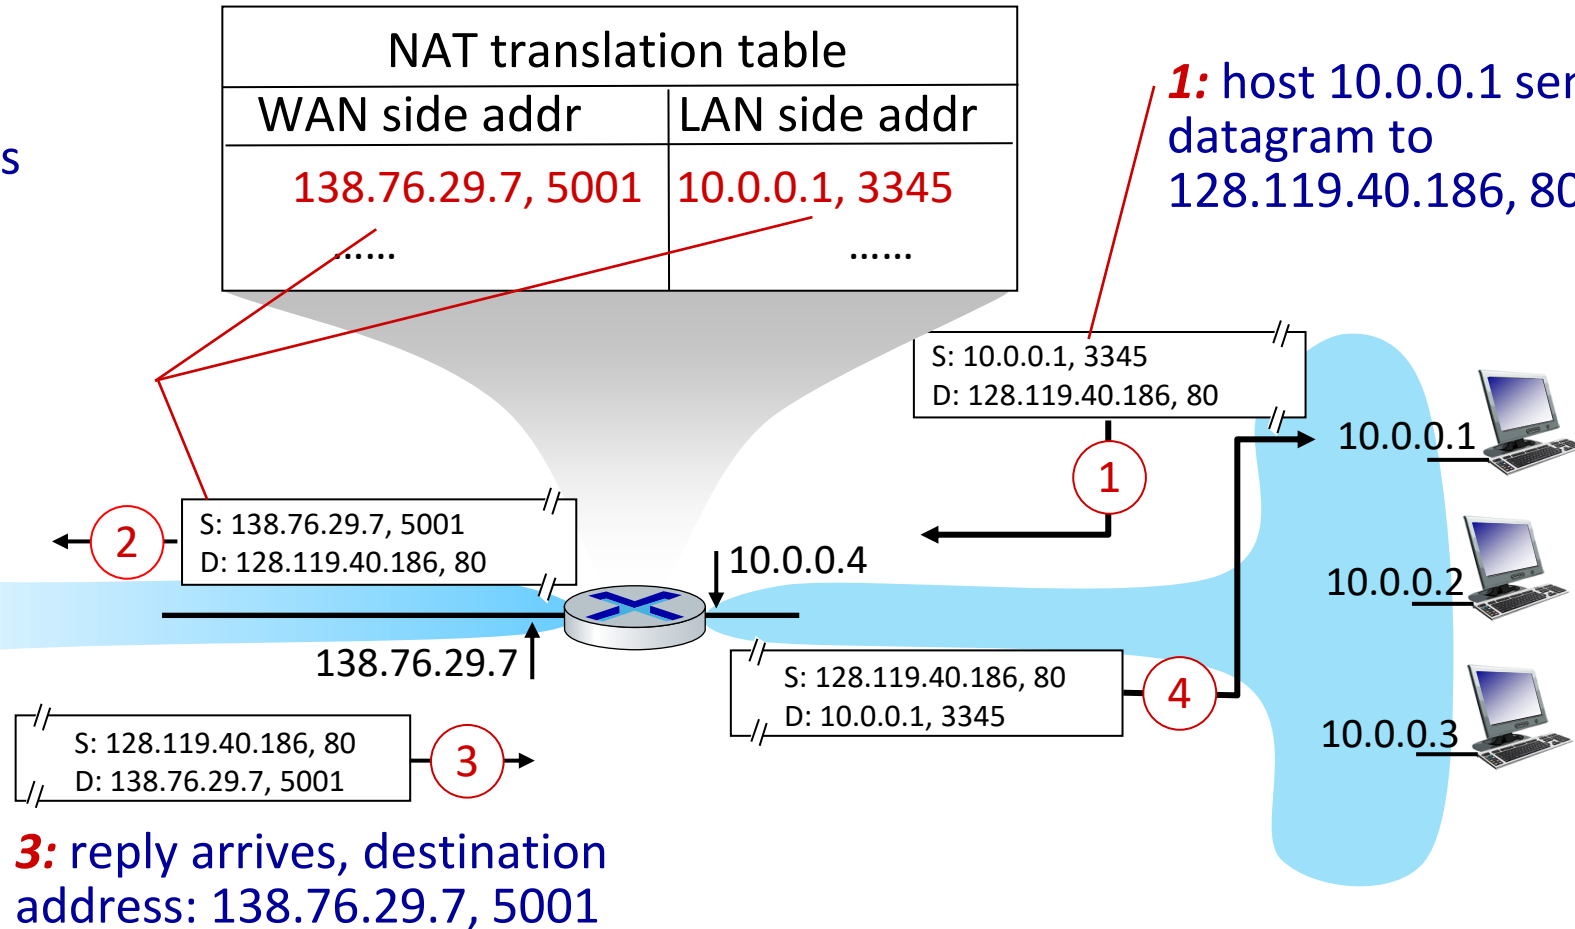 NAT translation table
WAN side addr LAN side addr
138.76.29.7, 5001 10.0.0.1, 3345
...... ......
s
1: host 10.0.0.1
datagram to
128.119.40.186, 80
S: 10.0.0.1, 3345
D: 128.119.40.186, 80
1
10.0.0.1
S: 138.76.29.7, 5001
D: 128.119.40.186, 80
2
10.0.0.4
10.0.0.2
138.76.29.7
S: 128.119.40.186, 80
D: 10.0.0.1, 3345
4
10.0.0.3
S: 128.119.40.186, 80
D: 138.76.29.7, 5001
3
3: reply arrives, destination
address: 138.76.29.7, 5001